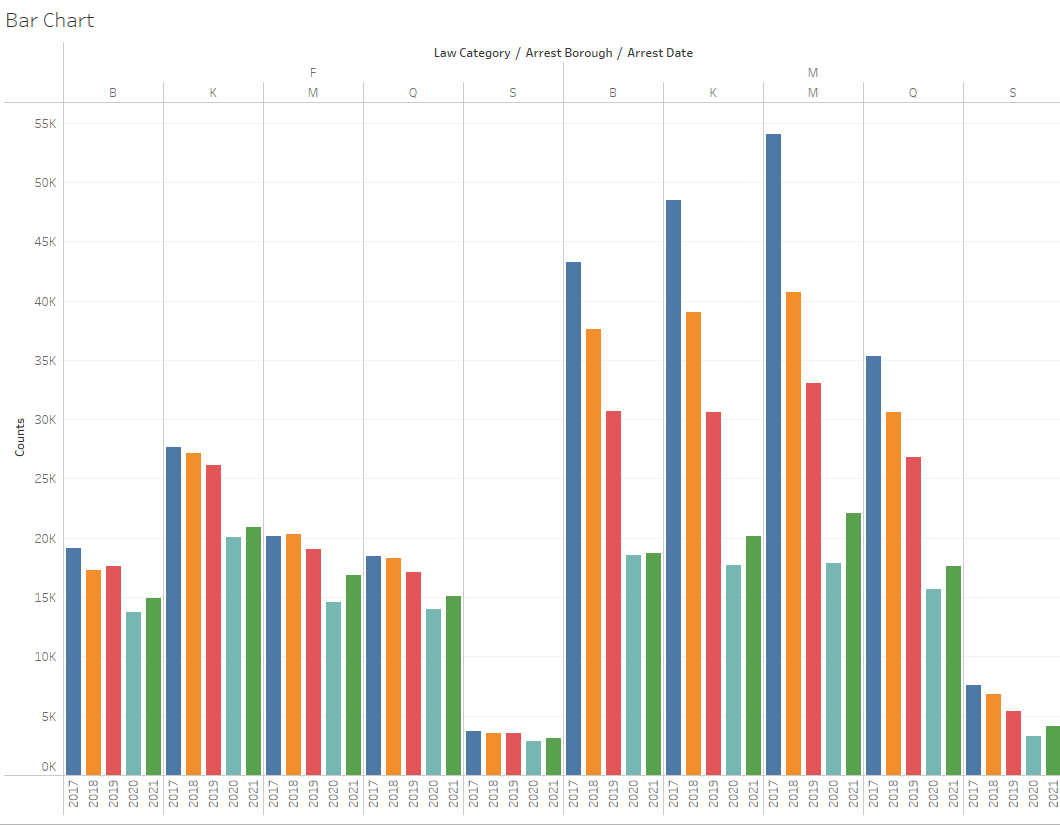 Bar Chart
Law Category / Arrest Borough / Arrest Date
F M
B K M Q S B K M Q S
55K
50K
45K
40K
35K
30K
25K
20K
15K
10K
5K
0K
Counts
2017 2018 2019 2020 2021 2017 2018 2019 2020 2021 2017 2018 2019 2020 2021 2017 2018 2019 2020 2021 2017 2018 2019 2020 2021 2017 2018 2019 2020 2021 2017 2018 2019 2020 2021 2017 2018 2019 2020 2021 2017 2018 2019 2020 2021 2017 2018 2019 2020 2021